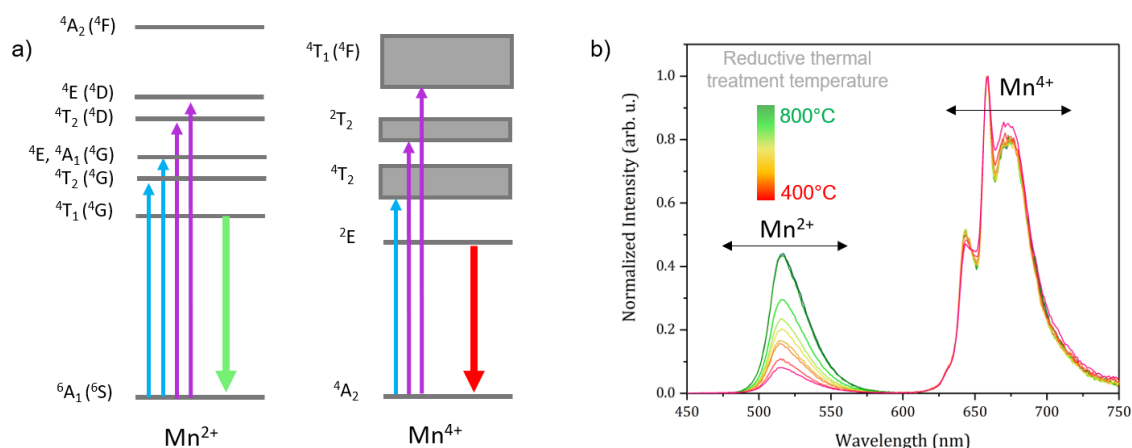 a)
⁴A₂ (⁴F)
⁴E (⁴D)
⁴T₂ (⁴D)
⁴E, ⁴A₁ (⁴G)
⁴T₂ (⁴G)
⁴T₁ (⁴G)
⁶A₁ (⁶S)
Mn²⁺
⁴T₁ (⁴F)
²T₂
⁴T₂
²E
⁴A₂
Mn⁴⁺
b)
Normalized Intensity (arb. u.)
1.0
0.8
0.6
0.4
0.2
0.0
Reductive thermal
treatment temperature
800°C
400°C
Mn²⁺
Mn⁴⁺
450 500 550 600 650 700 750
Wavelength (nm)